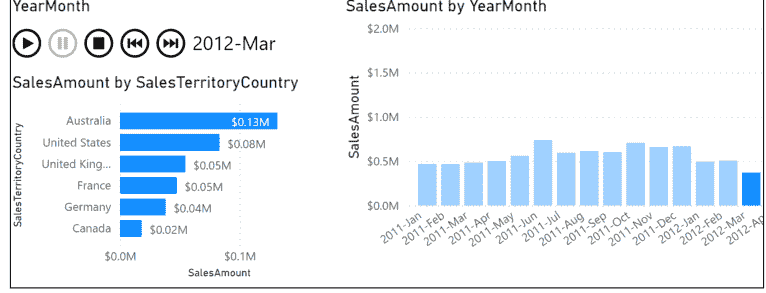 YearMonth
2012-Mar
SalesAmount by SalesTerritoryCountry
SalesTerritoryCountry
Australia $0.13M
United States $0.08M
United King... $0.05M
France $0.05M
Germany $0.04M
Canada $0.02M
$0.0M $0.1M
SalesAmount
SalesAmount by YearMonth
SalesAmount
$2.0M
$1.5M
$1.0M
$0.5M
$0.0M
2011-Jan
2011-Feb
2011-Mar
2011-Apr
2011-May
2011-Jun
2011-Jul
2011-Aug
2011-Sep
2011-Oct
2011-Nov
2011-Dec
2012-Jan
2012-Feb
2012-Mar
2012-Ap